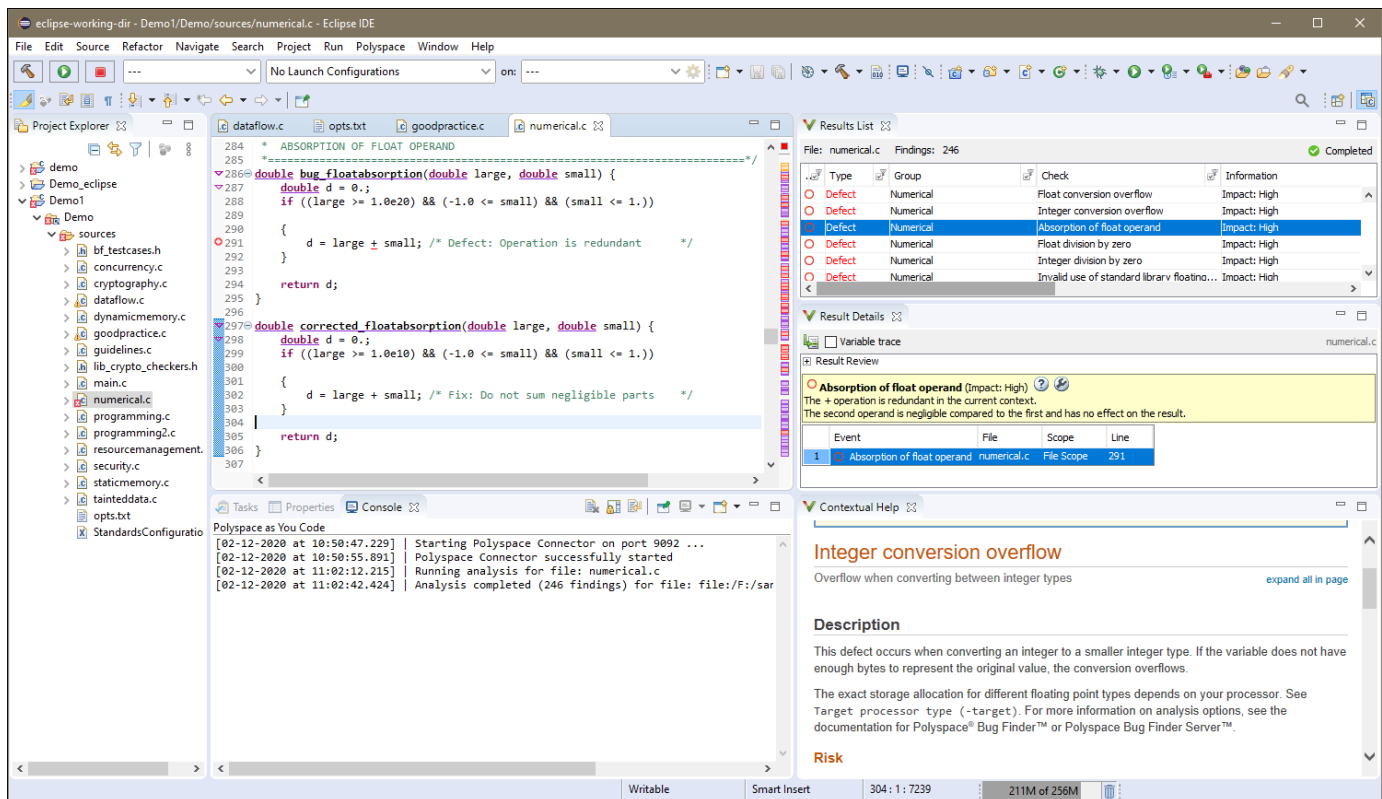 eclipse-working-dir - Demo1/Demo/sources/numerical.c - Eclipse IDE
File Edit Source Refactor Navigate Search Project Run Polyspace Window Help
--- No Launch Configurations on: ---
Project Explorer
demo
Demo_eclipse
Demo1
Demo
sources
bf_testcases.h
concurrency.c
cryptography.c
dataflow.c
dynamicmemory.c
goodpractice.c
guidelines.c
lib_crypto_checkers.h
main.c
numerical.c
programming.c
programming2.c
resourcemanagement.
security.c
staticmemory.c
tainteddata.c
opts.txt
StandardsConfiguratio
dataflow.c opts.txt goodpractice.c numerical.c
284 * ABSORPTION OF FLOAT OPERAND
285 *===========================================================================*/
286 double bug_floatabsorption(double large, double small) {
287 double d = 0.;
288 if ((large >= 1.0e20) && (-1.0 <= small) && (small <= 1.))
289
290 {
291 d = large + small; /* Defect: Operation is redundant */
292 }
293
294 return d;
295 }
296
297 double corrected_floatabsorption(double large, double small) {
298 double d = 0.;
299 if ((large >= 1.0e10) && (-1.0 <= small) && (small <= 1.))
300
301 {
302 d = large + small; /* Fix: Do not sum negligible parts */
303 }
304
305 return d;
306 }
307
Tasks Properties Console
Polyspace as You Code
[02-12-2020 at 10:50:47.229] | Starting Polyspace Connector on port 9092 ...
[02-12-2020 at 10:50:55.891] | Polyspace Connector successfully started
[02-12-2020 at 11:02:12.215] | Running analysis for file: numerical.c
[02-12-2020 at 11:02:42.424] | Analysis completed (246 findings) for file: file:/F:/sar
Results List
File: numerical.c Findings: 246 Completed
Type Group Check Information
Defect Numerical Float conversion overflow Impact: High
Defect Numerical Integer conversion overflow Impact: High
Defect Numerical Absorption of float operand Impact: High
Defect Numerical Float division by zero Impact: High
Defect Numerical Integer division by zero Impact: High
Defect Numerical Invalid use of standard library floating... Impact: High
Result Details
Variable trace numerical.c
Result Review
Absorption of float operand (Impact: High)
The + operation is redundant in the current context.
The second operand is negligible compared to the first and has no effect on the result.
Event File Scope Line
1 Absorption of float operand numerical.c File Scope 291
Contextual Help
Integer conversion overflow
Overflow when converting between integer types expand all in page
Description
This defect occurs when converting an integer to a smaller integer type. If the variable does not have
enough bytes to represent the original value, the conversion overflows.
The exact storage allocation for different floating point types depends on your processor. See
Target processor type (-target). For more information on analysis options, see the
documentation for Polyspace® Bug Finder™ or Polyspace Bug Finder Server™.
Risk
Writable Smart Insert 304 : 1 : 7239 211M of 256M